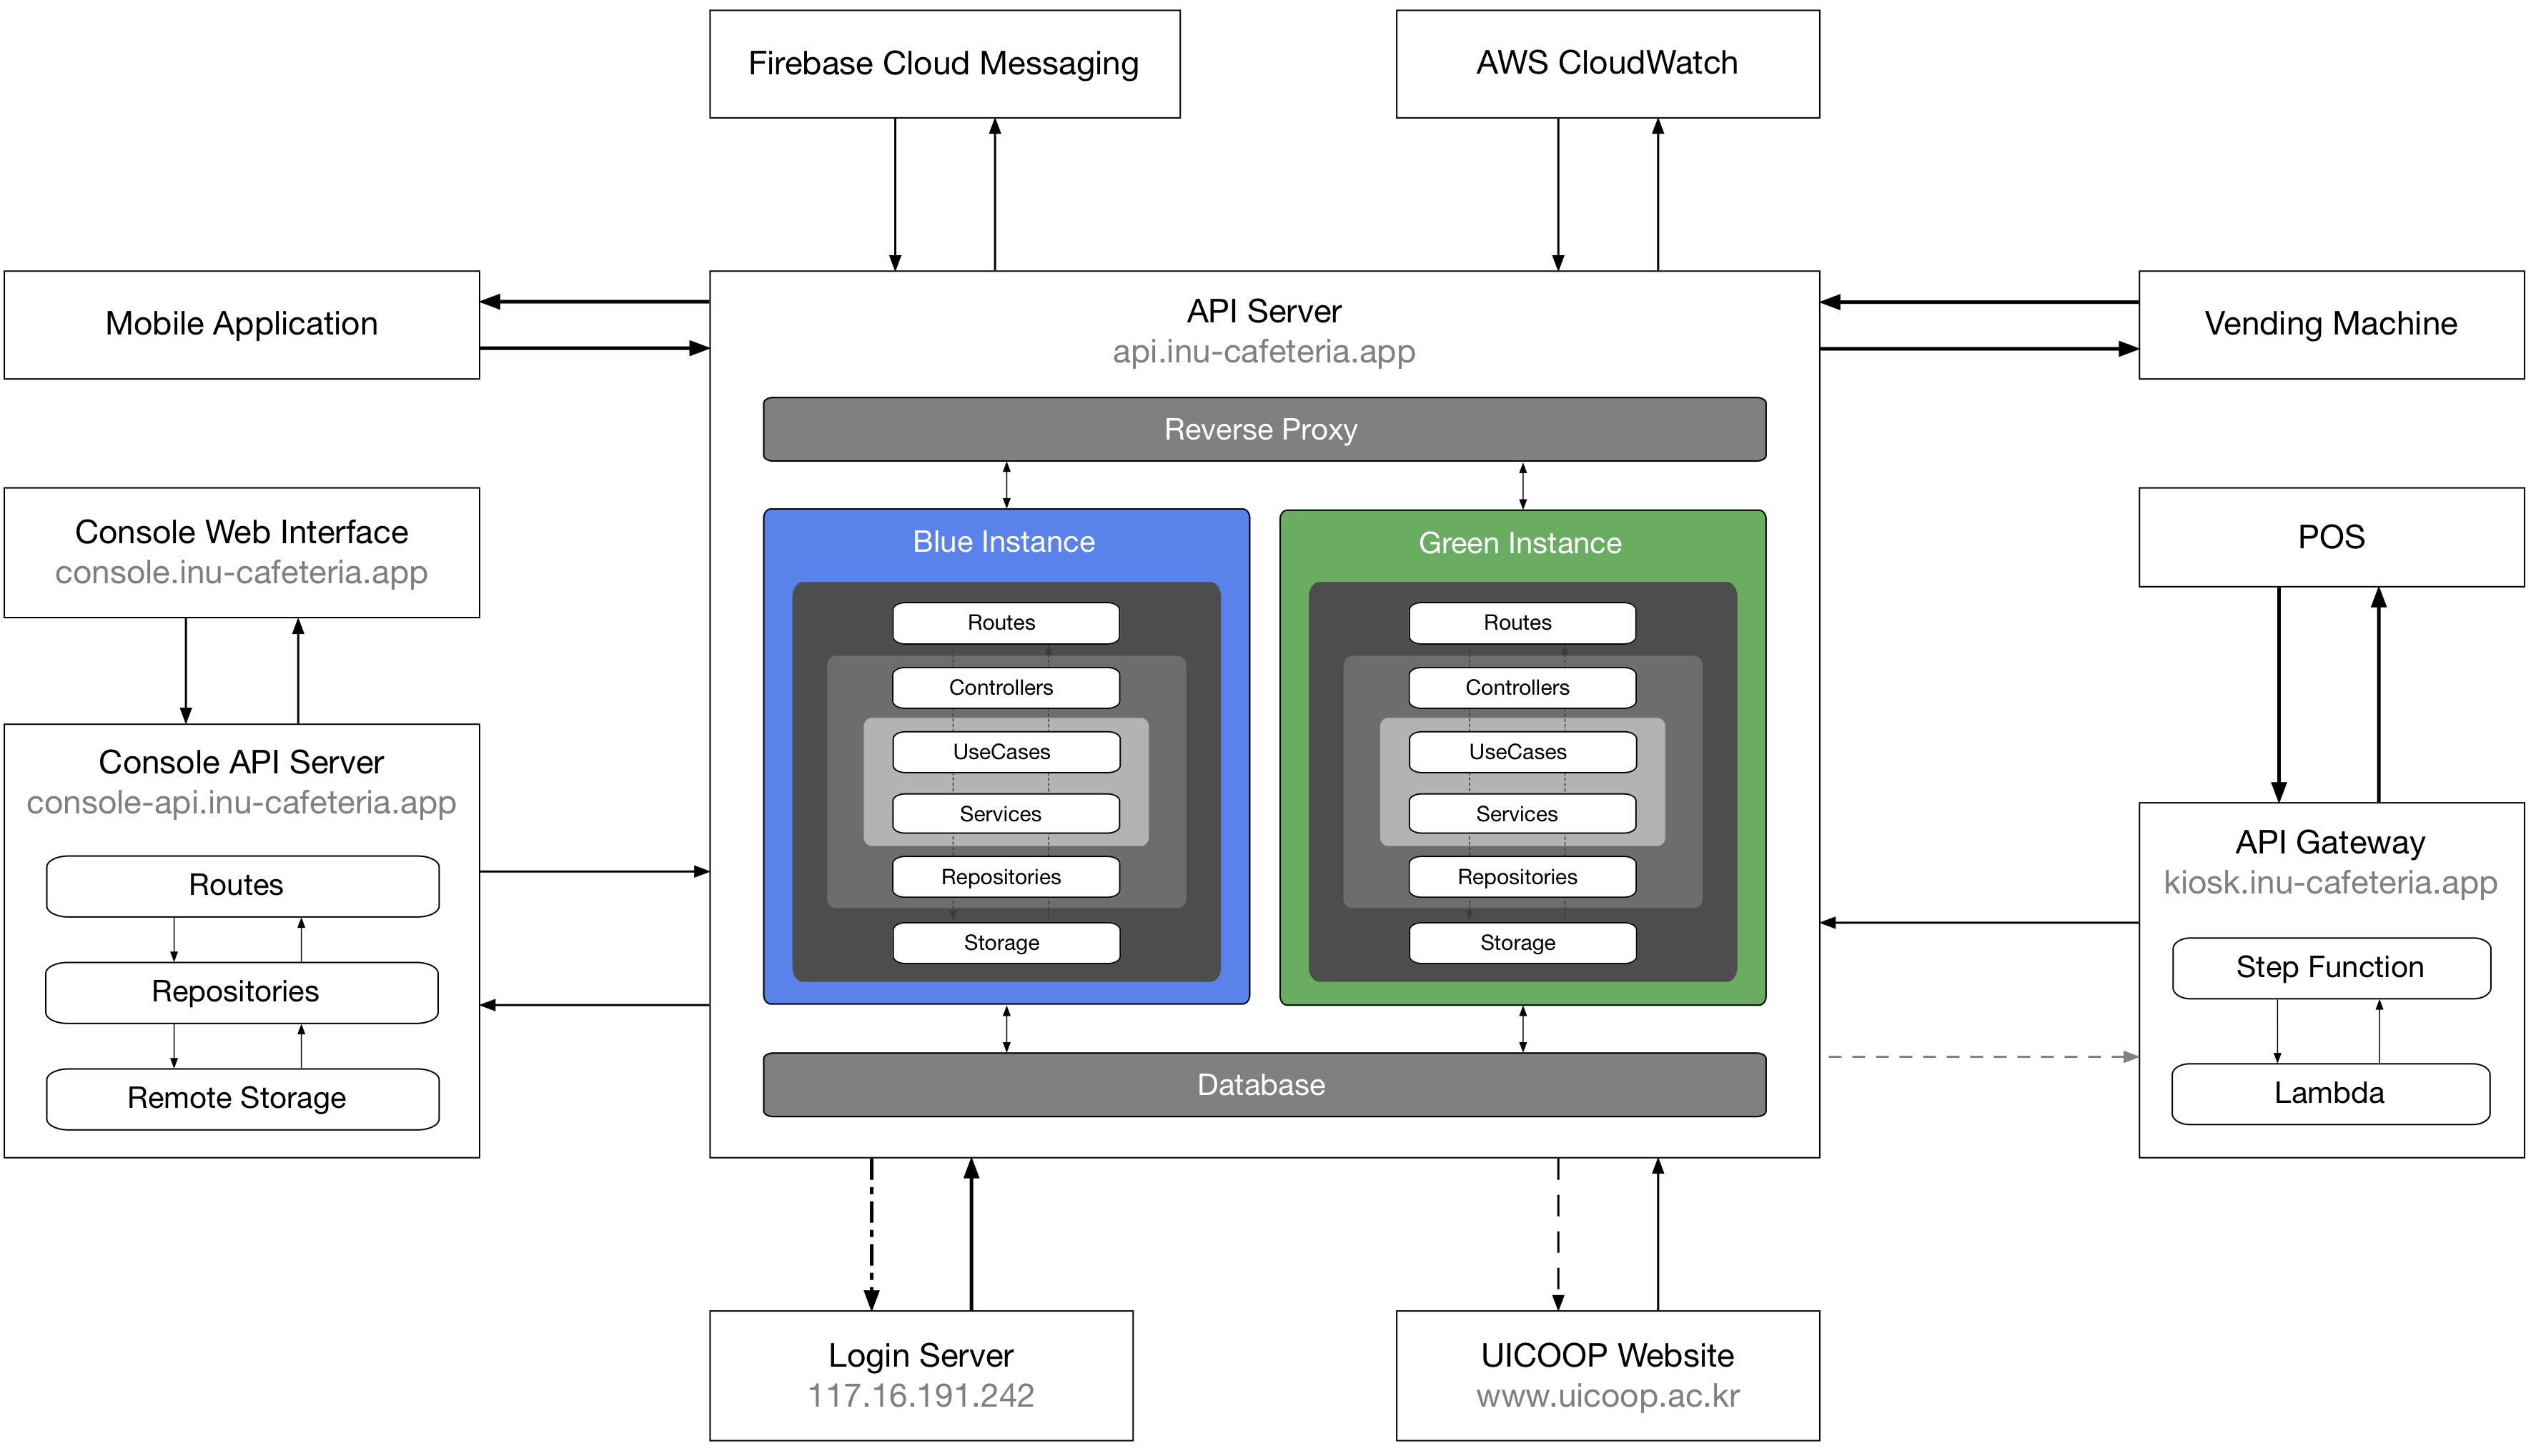 Firebase Cloud Messaging
AWS CloudWatch
Mobile Application
API Server
api.inu-cafeteria.app
Vending Machine
Reverse Proxy
Console Web Interface
console.inu-cafeteria.app
Blue Instance
Routes
Controllers
UseCases
Services
Repositories
Storage
Green Instance
Routes
Controllers
UseCases
Services
Repositories
Storage
POS
Console API Server
console-api.inu-cafeteria.app
Routes
Repositories
Remote Storage
API Gateway
kiosk.inu-cafeteria.app
Step Function
Lambda
Database
Login Server
117.16.191.242
UICOOP Website
www.uicoop.ac.kr